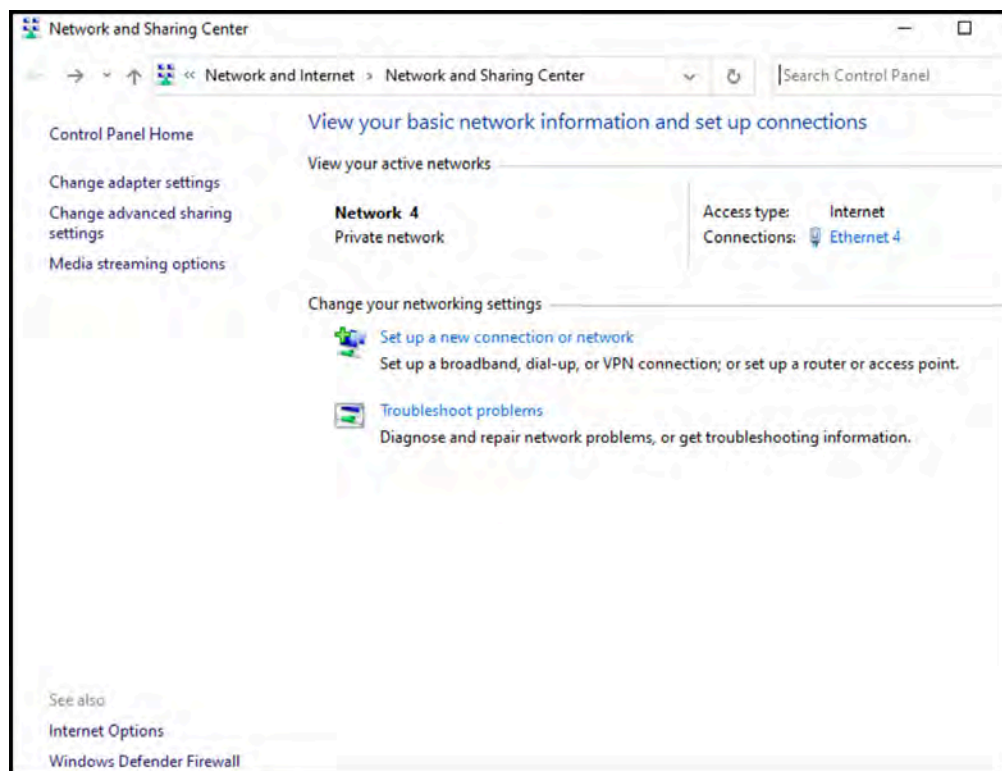 Network and Sharing Center
« Network and Internet › Network and Sharing Center
Search Control Panel
Control Panel Home
Change adapter settings
Change advanced sharing
settings
Media streaming options
View your basic network information and set up connections
View your active networks
Network 4
Private network
Access type: Internet
Connections: Ethernet 4
Change your networking settings
Set up a new connection or network
Set up a broadband, dial-up, or VPN connection; or set up a router or access point.
Troubleshoot problems
Diagnose and repair network problems, or get troubleshooting information.
See also
Internet Options
Windows Defender Firewall